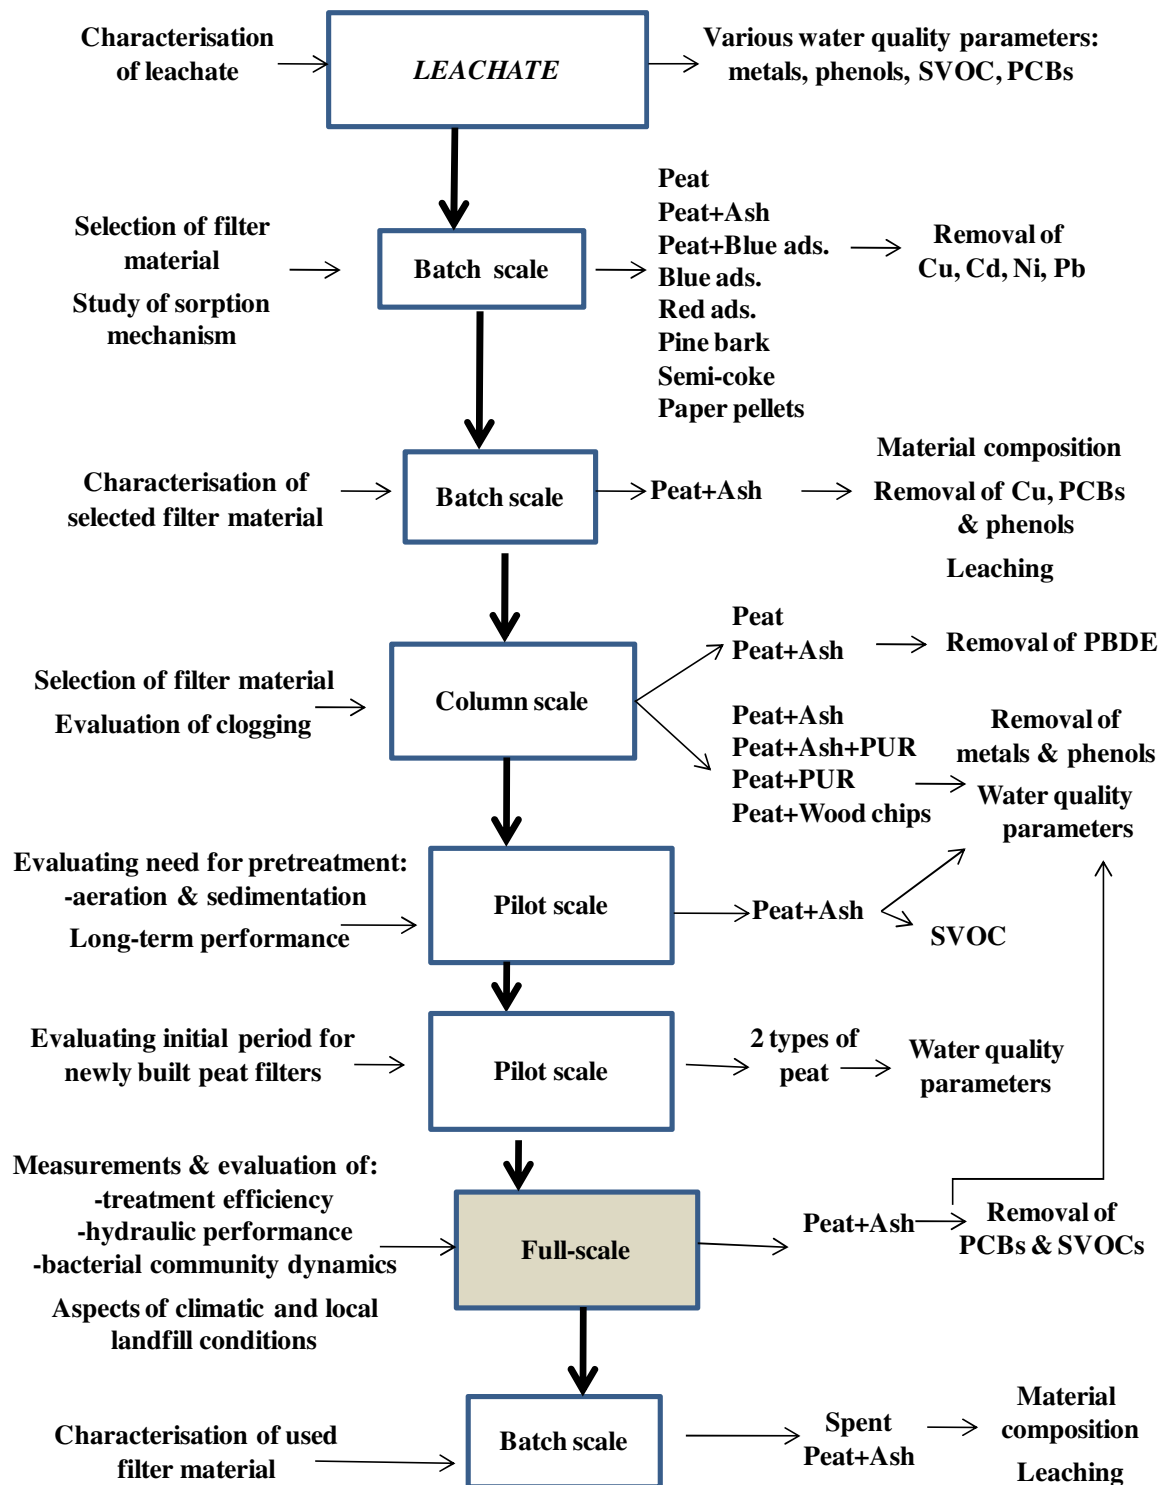 Characterisation
of leachate
LEACHATE
Various water quality parameters:
metals, phenols, SVOC, PCBs
Selection of filter
material
Study of sorption
mechanism
Batch scale
Peat
Peat+Ash
Peat+Blue ads.
Blue ads.
Red ads.
Pine bark
Semi-coke
Paper pellets
Removal of
Cu, Cd, Ni, Pb
Characterisation of
selected filter material
Batch scale
Peat+Ash
Material composition
Removal of Cu, PCBs
& phenols
Leaching
Selection of filter material
Evaluation of clogging
Column scale
Peat
Peat+Ash
Removal of PBDE
Peat+Ash
Peat+Ash+PUR
Peat+PUR
Peat+Wood chips
Removal of
metals & phenols
Water quality
parameters
Evaluating need for pretreatment:
-aeration & sedimentation
Long-term performance
Pilot scale
Peat+Ash
SVOC
Evaluating initial period for
newly built peat filters
Pilot scale
2 types of
peat
Water quality
parameters
Measurements & evaluation of:
-treatment efficiency
-hydraulic performance
-bacterial community dynamics
Aspects of climatic and local
landfill conditions
Full-scale
Peat+Ash
Removal of
PCBs & SVOCs
Characterisation of used
filter material
Batch scale
Spent
Peat+Ash
Material
composition
Leaching